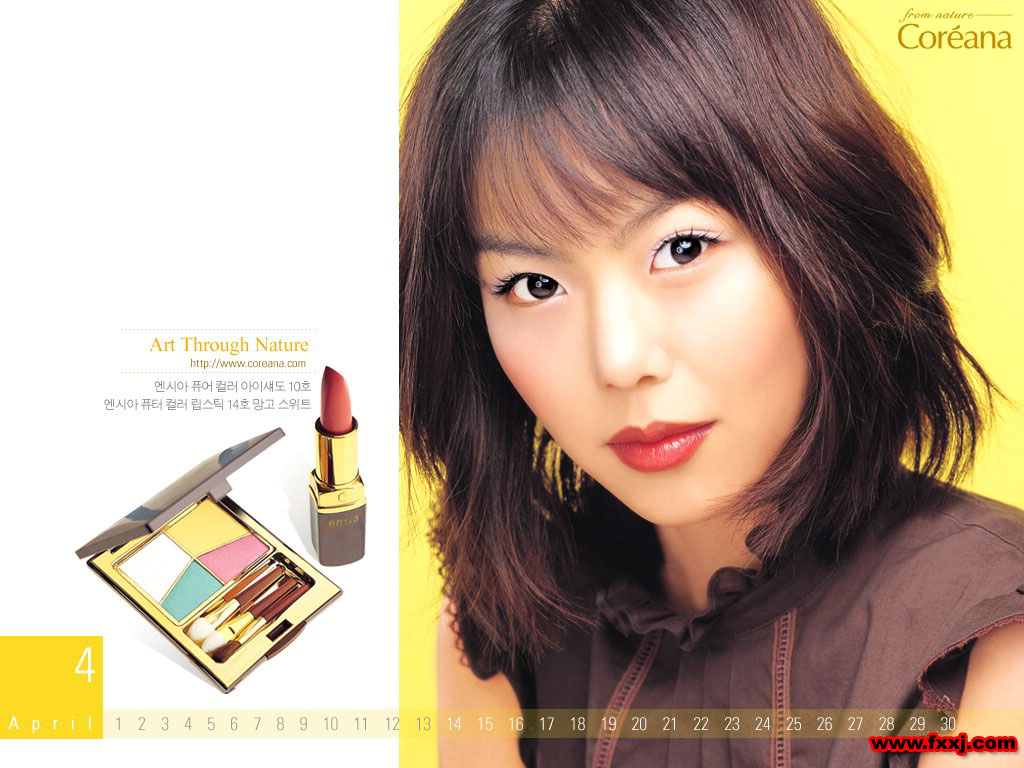 from nature
Coréana
Art Through Nature
http://www.coreana.com
엔시아 퓨어 컬러 아이섀도 10호
엔시아 퓨터 컬러 립스틱 14호 망고 스위트
4
April 1 2 3 4 5 6 7 8 9 10 11 12 13 14 15 16 17 18 19 20 21 22 23 24 25 26 27 28 29 30
www.fxxj.com